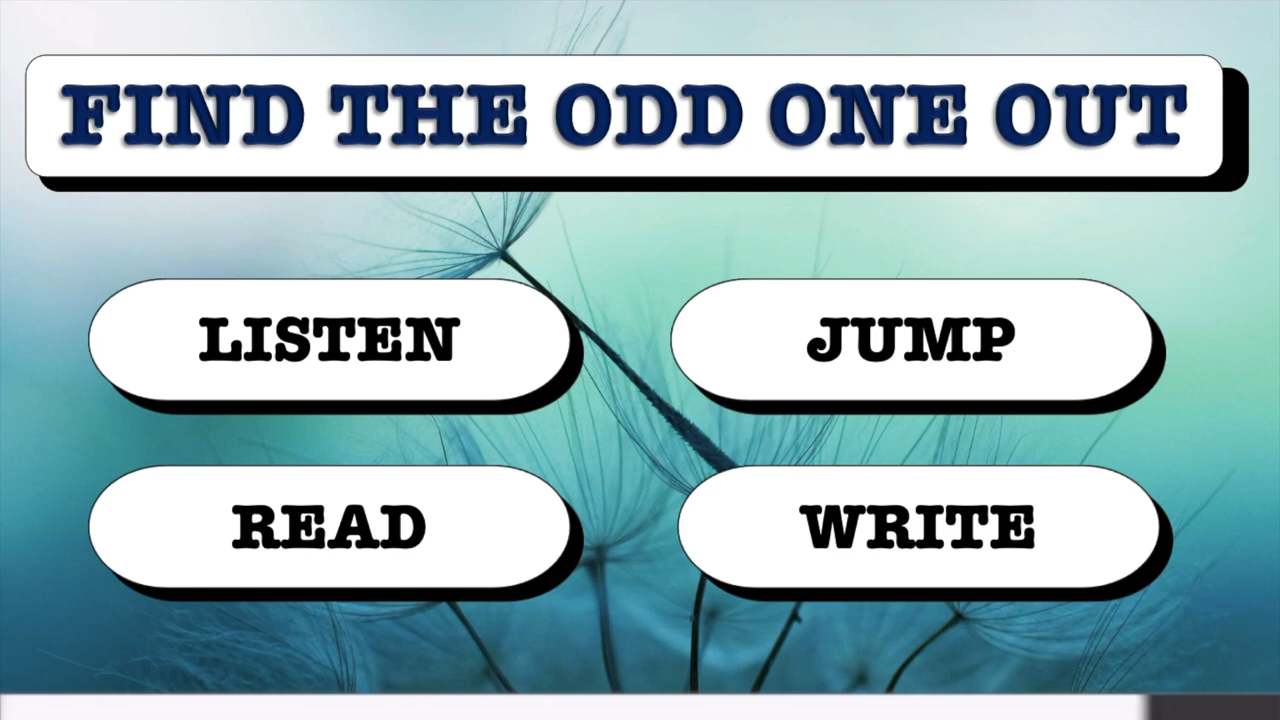 FIND THE ODD ONE OUT
LISTEN
JUMP
READ
WRITE